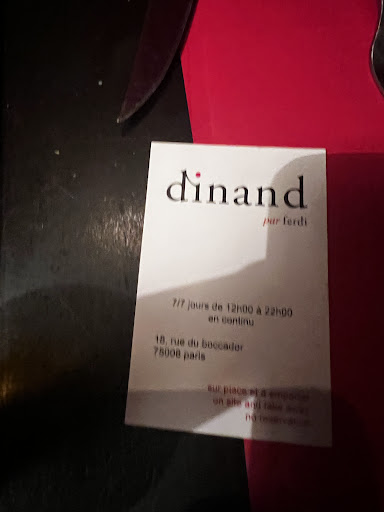 dinand
par ferdi
7/7 jours de 12h00 à 22h00
en continu
18, rue du boccador
75008 paris
sur place et à emporter
on site and take away
no reservation